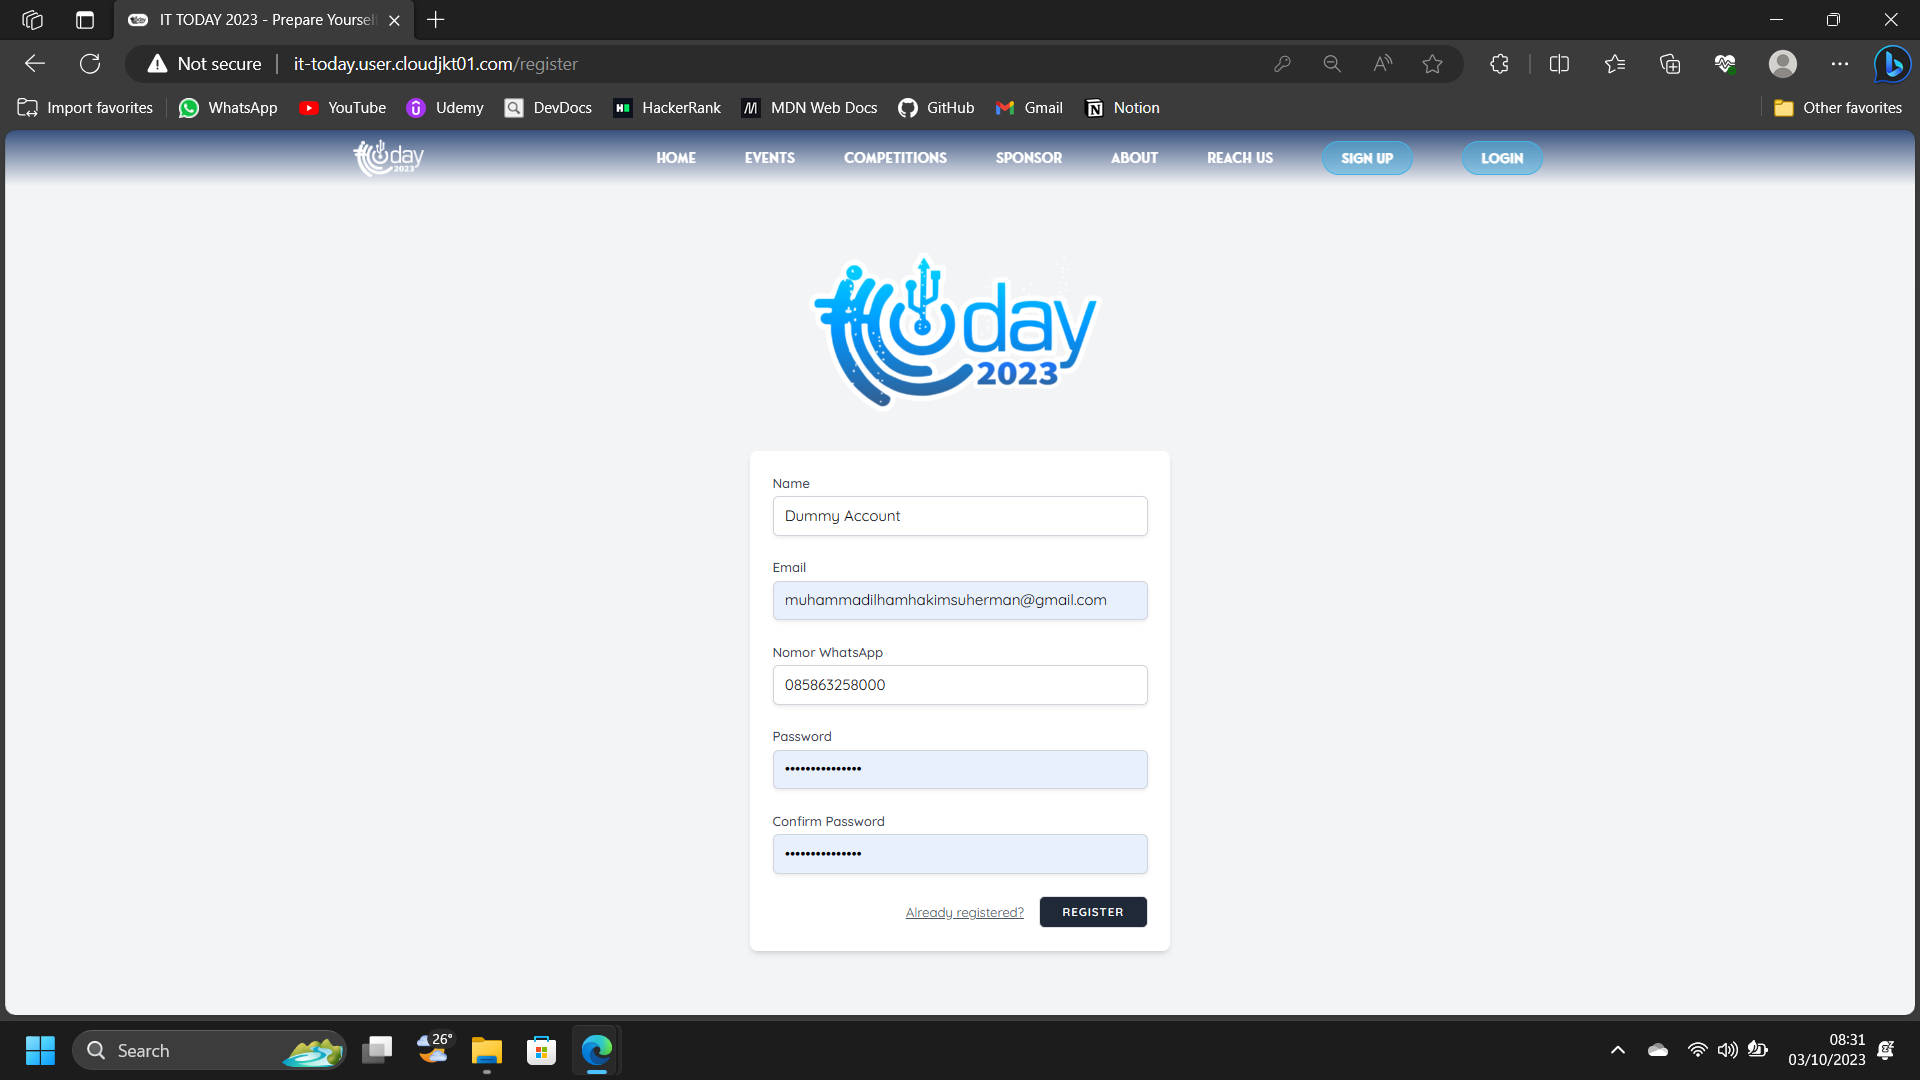 IT TODAY 2023 - Prepare Yourself
Not secure
it-today.user.cloudjkt01.com/register
Import favorites WhatsApp YouTube Udemy DevDocs HackerRank MDN Web Docs GitHub Gmail Notion Other favorites
itoday 2023 HOME EVENTS COMPETITIONS SPONSOR ABOUT REACH US SIGN UP LOGIN
itoday
2023
Name
Dummy Account
Email
muhammadilhamhakimsuherman@gmail.com
Nomor WhatsApp
085863258000
Password
•••••••••••••••
Confirm Password
•••••••••••••••
Already registered? REGISTER
Search 26° 08:31
03/10/2023